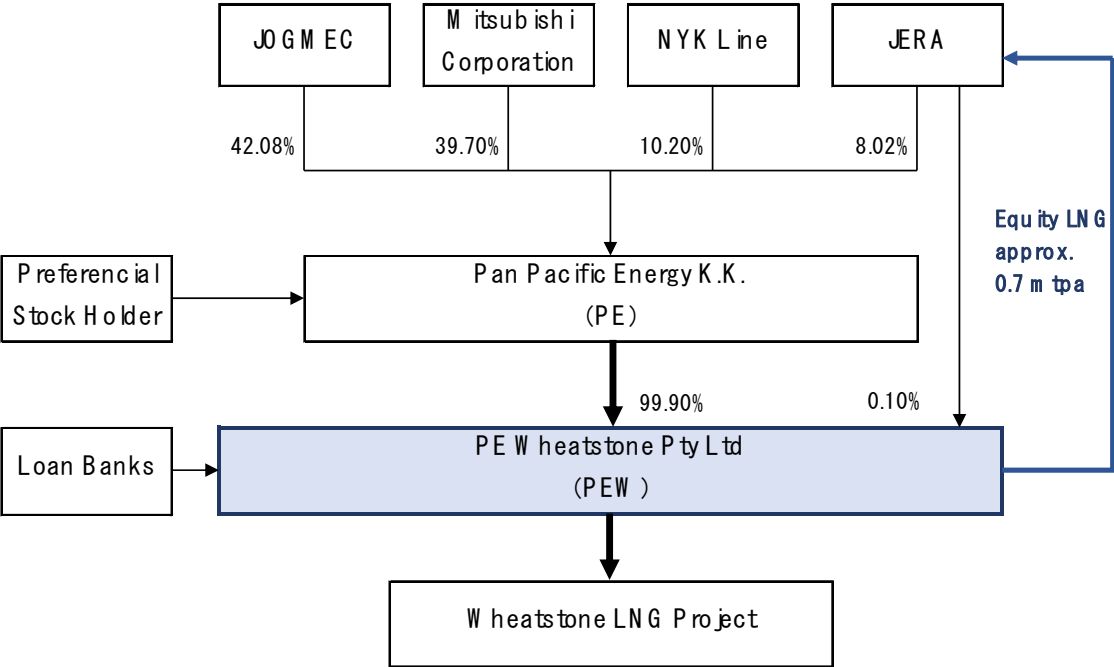 JOGMEC
Mitsubishi
Corporation
NYK Line
JERA
42.08%
39.70%
10.20%
8.02%
Equity LNG
approx.
0.7 mtpa
Preferencial
Stock Holder
Pan Pacific Energy K.K.
(PE)
99.90%
0.10%
Loan Banks
PE Wheatstone Pty Ltd
(PEW)
Wheatstone LNG Project